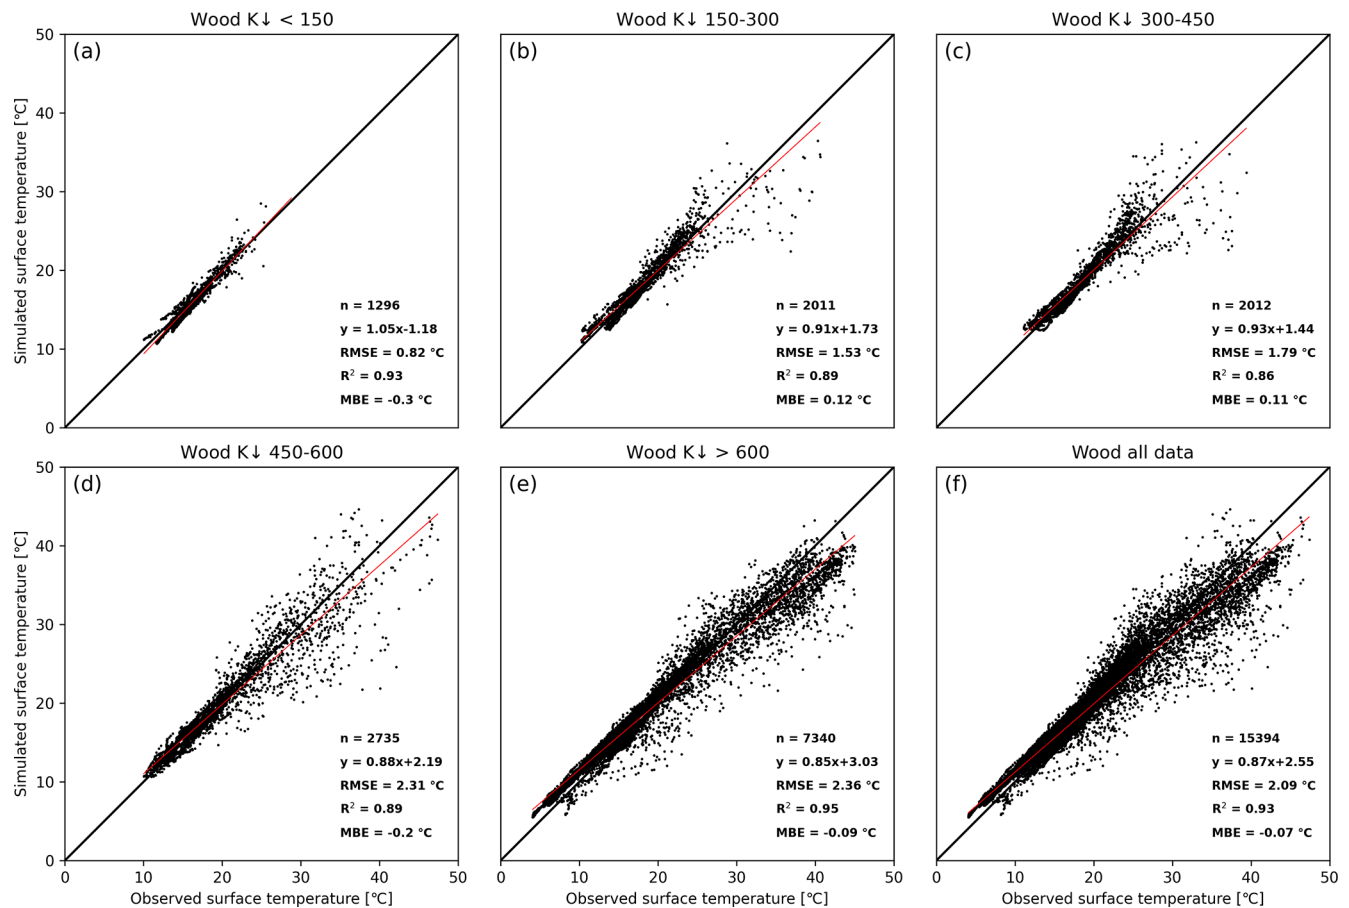 Wood K↓ < 150
Wood K↓ 150-300
Wood K↓ 300-450
50
40
30
20
10
0
Simulated surface temperature [℃]
(a)
n = 1296
y = 1.05x-1.18
RMSE = 0.82 ℃
R² = 0.93
MBE = -0.3 ℃
(b)
n = 2011
y = 0.91x+1.73
RMSE = 1.53 ℃
R² = 0.89
MBE = 0.12 ℃
(c)
n = 2012
y = 0.93x+1.44
RMSE = 1.79 ℃
R² = 0.86
MBE = 0.11 ℃
Wood K↓ 450-600
Wood K↓ > 600
Wood all data
50
40
30
20
10
0
Simulated surface temperature [℃]
(d)
n = 2735
y = 0.88x+2.19
RMSE = 2.31 ℃
R² = 0.89
MBE = -0.2 ℃
(e)
n = 7340
y = 0.85x+3.03
RMSE = 2.36 ℃
R² = 0.95
MBE = -0.09 ℃
(f)
n = 15394
y = 0.87x+2.55
RMSE = 2.09 ℃
R² = 0.93
MBE = -0.07 ℃
0 10 20 30 40 50
0 10 20 30 40 50
0 10 20 30 40 50
Observed surface temperature [℃]
Observed surface temperature [℃]
Observed surface temperature [℃]